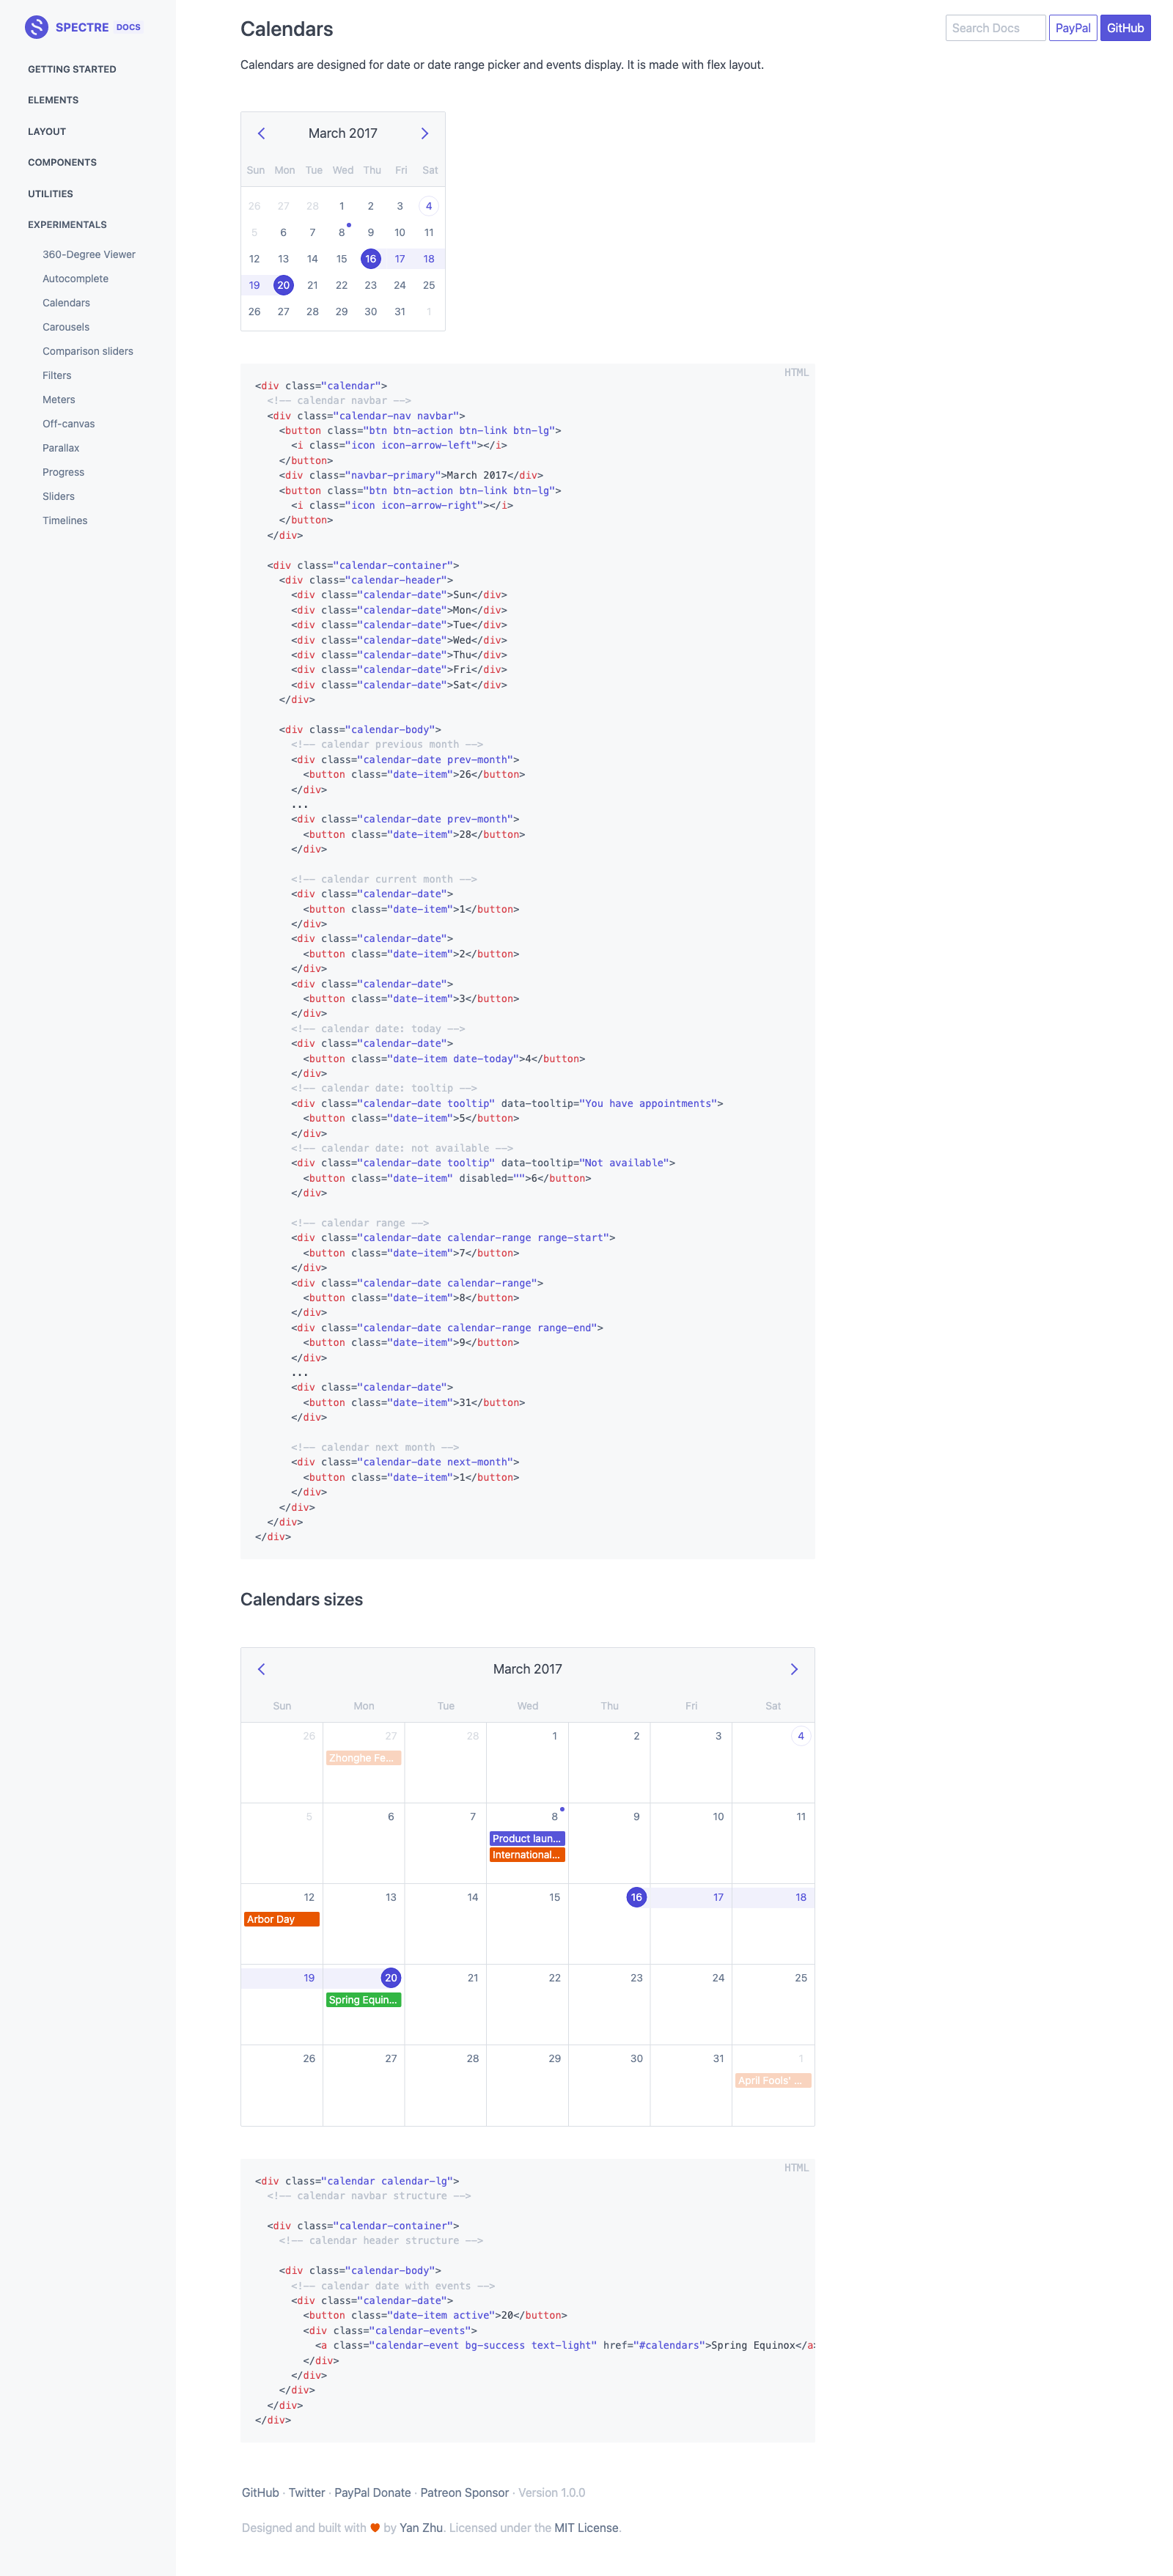 SPECTRE DOCS
GETTING STARTED
ELEMENTS
LAYOUT
COMPONENTS
UTILITIES
EXPERIMENTALS
360-Degree Viewer
Autocomplete
Calendars
Carousels
Comparison sliders
Filters
Meters
Off-canvas
Parallax
Progress
Sliders
Timelines
Calendars
Search Docs PayPal GitHub
Calendars are designed for date or date range picker and events display. It is made with flex layout.
March 2017
Sun Mon Tue Wed Thu Fri Sat
26 27 28 1 2 3 4
5 6 7 8 9 10 11
12 13 14 15 16 17 18
19 20 21 22 23 24 25
26 27 28 29 30 31 1
HTML
<div class="calendar">
  <!-- calendar navbar -->
  <div class="calendar-nav navbar">
    <button class="btn btn-action btn-link btn-lg">
      <i class="icon icon-arrow-left"></i>
    </button>
    <div class="navbar-primary">March 2017</div>
    <button class="btn btn-action btn-link btn-lg">
      <i class="icon icon-arrow-right"></i>
    </button>
  </div>

  <div class="calendar-container">
    <div class="calendar-header">
      <div class="calendar-date">Sun</div>
      <div class="calendar-date">Mon</div>
      <div class="calendar-date">Tue</div>
      <div class="calendar-date">Wed</div>
      <div class="calendar-date">Thu</div>
      <div class="calendar-date">Fri</div>
      <div class="calendar-date">Sat</div>
    </div>

    <div class="calendar-body">
      <!-- calendar previous month -->
      <div class="calendar-date prev-month">
        <button class="date-item">26</button>
      </div>
      ...
      <div class="calendar-date prev-month">
        <button class="date-item">28</button>
      </div>

      <!-- calendar current month -->
      <div class="calendar-date">
        <button class="date-item">1</button>
      </div>
      <div class="calendar-date">
        <button class="date-item">2</button>
      </div>
      <div class="calendar-date">
        <button class="date-item">3</button>
      </div>
      <!-- calendar date: today -->
      <div class="calendar-date">
        <button class="date-item date-today">4</button>
      </div>
      <!-- calendar date: tooltip -->
      <div class="calendar-date tooltip" data-tooltip="You have appointments">
        <button class="date-item">5</button>
      </div>
      <!-- calendar date: not available -->
      <div class="calendar-date tooltip" data-tooltip="Not available">
        <button class="date-item" disabled="">6</button>
      </div>

      <!-- calendar range -->
      <div class="calendar-date calendar-range range-start">
        <button class="date-item">7</button>
      </div>
      <div class="calendar-date calendar-range">
        <button class="date-item">8</button>
      </div>
      <div class="calendar-date calendar-range range-end">
        <button class="date-item">9</button>
      </div>
      ...
      <div class="calendar-date">
        <button class="date-item">31</button>
      </div>

      <!-- calendar next month -->
      <div class="calendar-date next-month">
        <button class="date-item">1</button>
      </div>
    </div>
  </div>
</div>
Calendars sizes
March 2017
Sun Mon Tue Wed Thu Fri Sat
26 27 28 1 2 3 4
Zhonghe Fe...
5 6 7 8 9 10 11
Product laun...
International...
12 13 14 15 16 17 18
Arbor Day
19 20 21 22 23 24 25
Spring Equin...
26 27 28 29 30 31 1
April Fools' ...
HTML
<div class="calendar calendar-lg">
  <!-- calendar navbar structure -->

  <div class="calendar-container">
    <!-- calendar header structure -->

    <div class="calendar-body">
      <!-- calendar date with events -->
      <div class="calendar-date">
        <button class="date-item active">20</button>
        <div class="calendar-events">
          <a class="calendar-event bg-success text-light" href="#calendars">Spring Equinox</a>
        </div>
      </div>
    </div>
  </div>
</div>
GitHub · Twitter · PayPal Donate · Patreon Sponsor · Version 1.0.0
Designed and built with ♥ by Yan Zhu. Licensed under the MIT License.